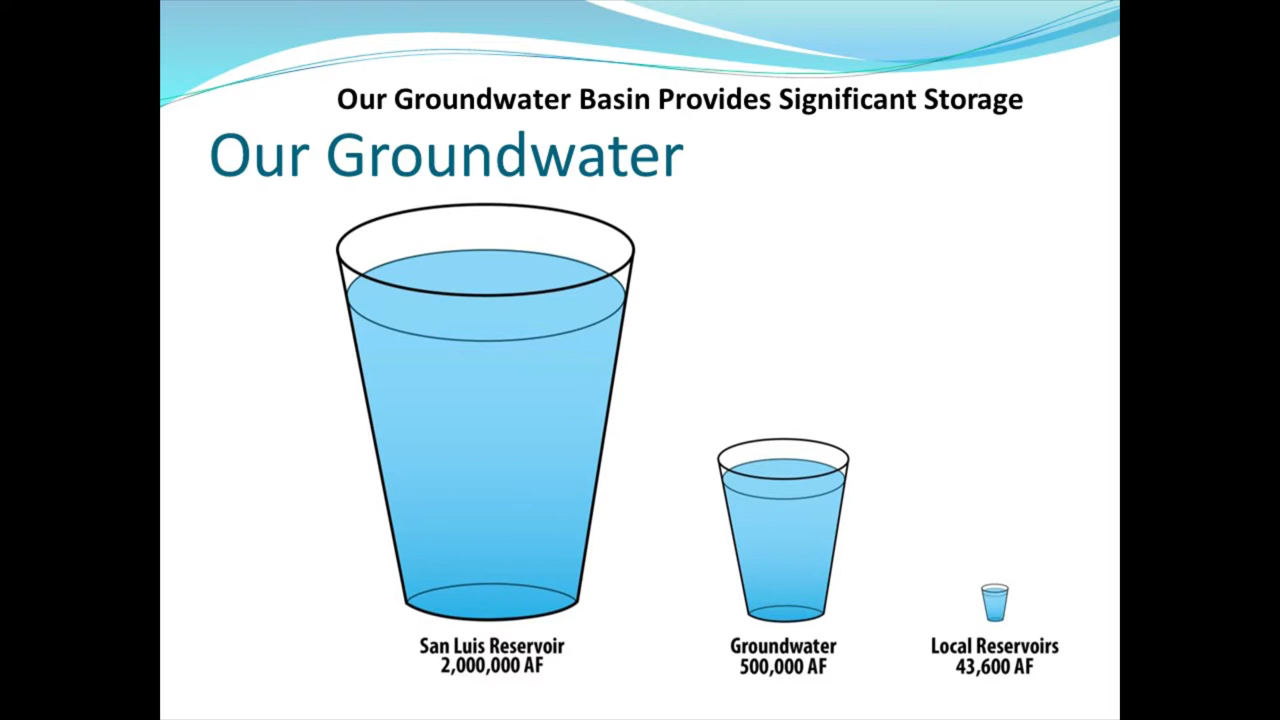 Our Groundwater Basin Provides Significant Storage
Our Groundwater
San Luis Reservoir
2,000,000 AF
Groundwater
500,000 AF
Local Reservoirs
43,600 AF